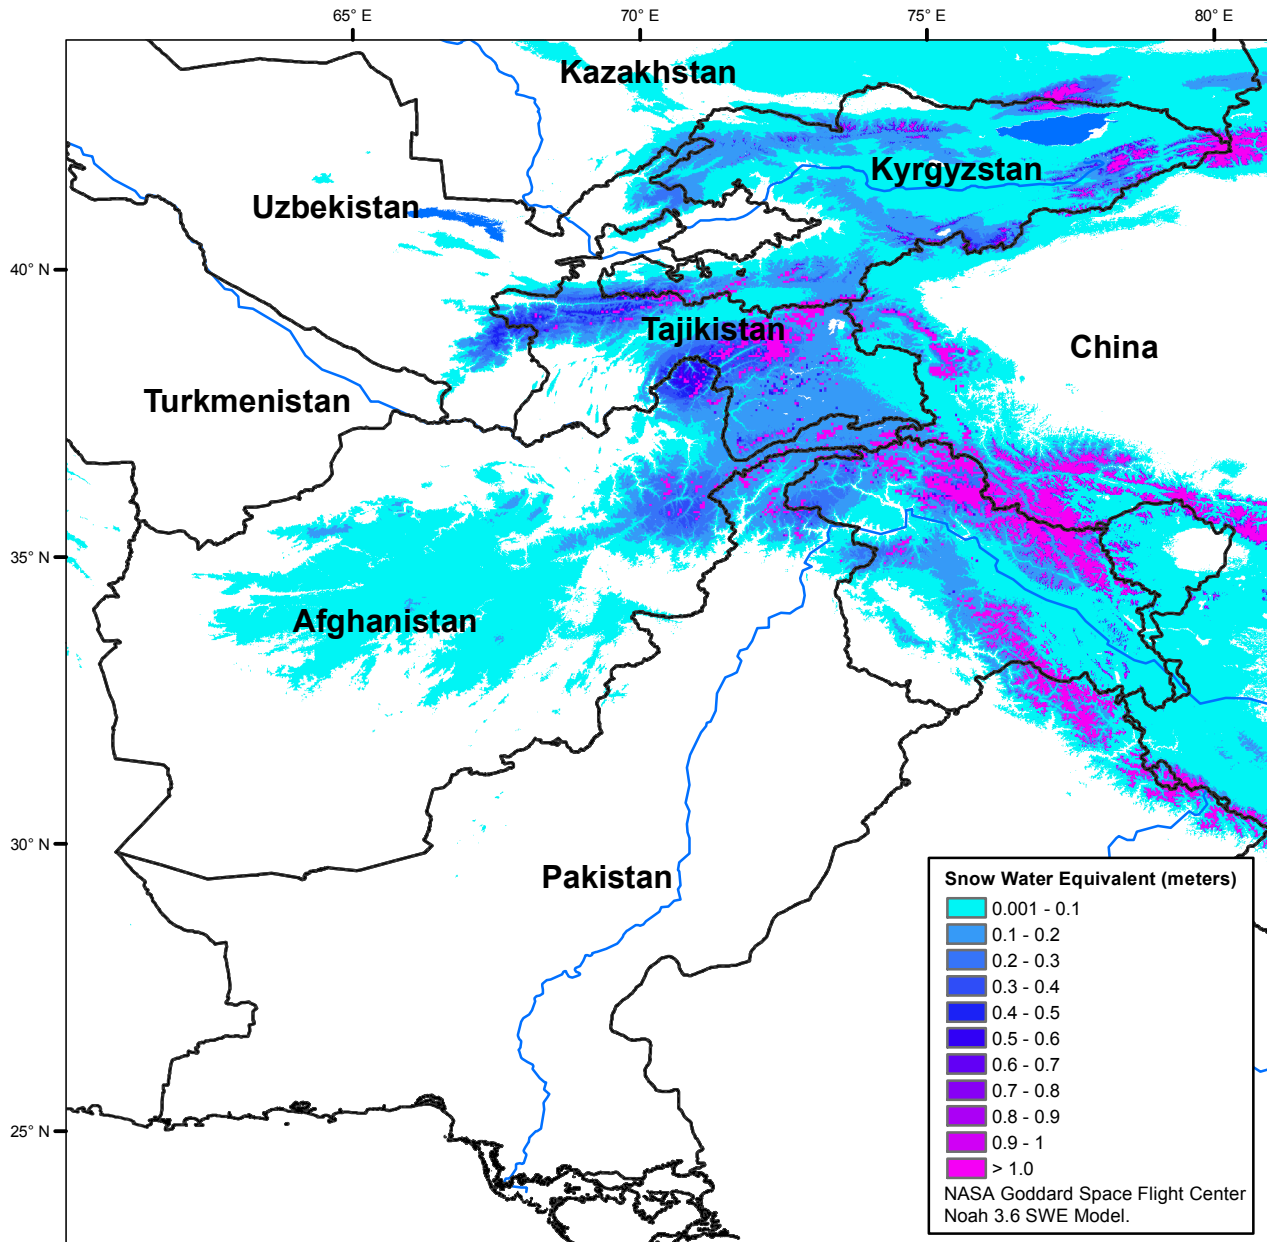 65° E
70° E
75° E
80° E
Kazakhstan
Kyrgyzstan
Uzbekistan
40° N
Tajikistan
China
Turkmenistan
35° N
Afghanistan
30° N
Pakistan
Snow Water Equivalent (meters)
0.001 - 0.1
0.1 - 0.2
0.2 - 0.3
0.3 - 0.4
0.4 - 0.5
0.5 - 0.6
0.6 - 0.7
0.7 - 0.8
0.8 - 0.9
0.9 - 1
> 1.0
25° N
NASA Goddard Space Flight Center
Noah 3.6 SWE Model.